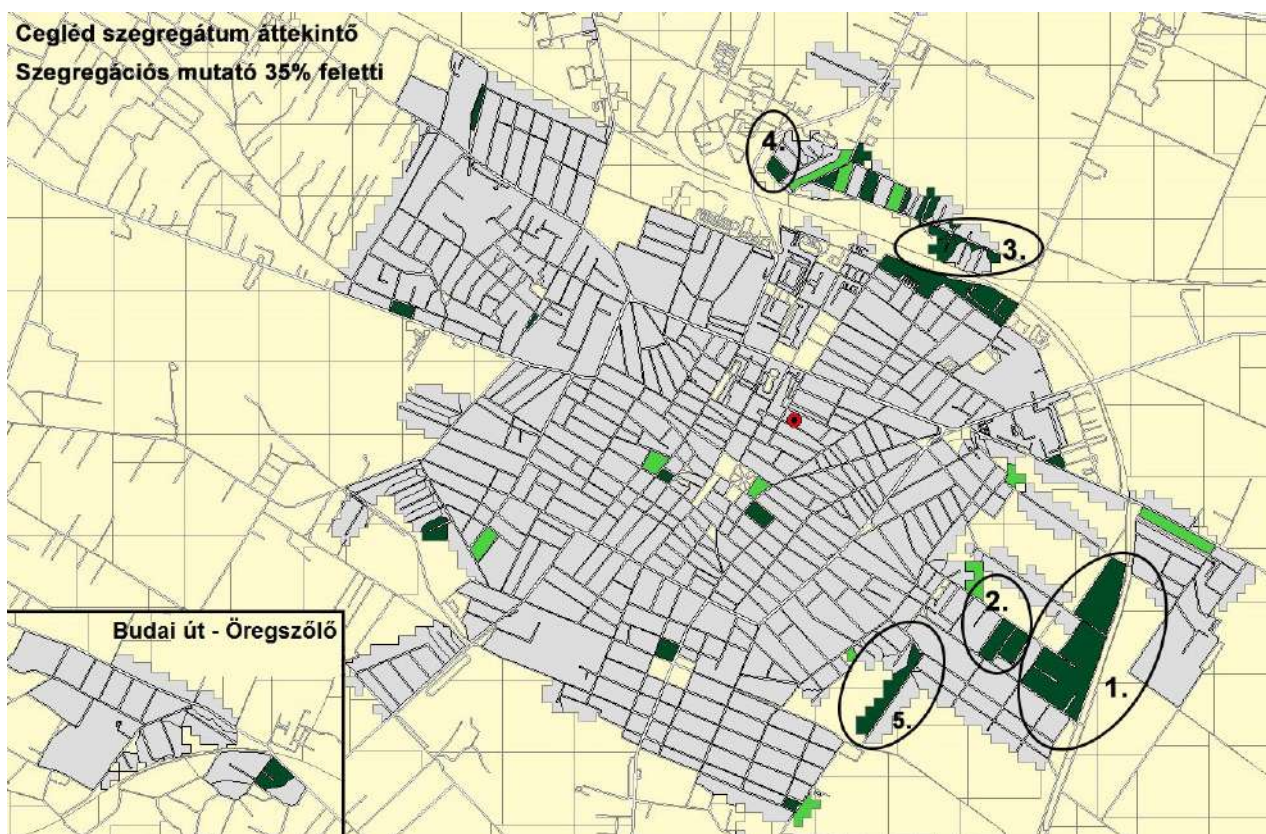 Cegléd szegregátum áttekintő
Szegregációs mutató 35% feletti
4.
3.
2.
1.
5.
Budai út - Öregszőlő